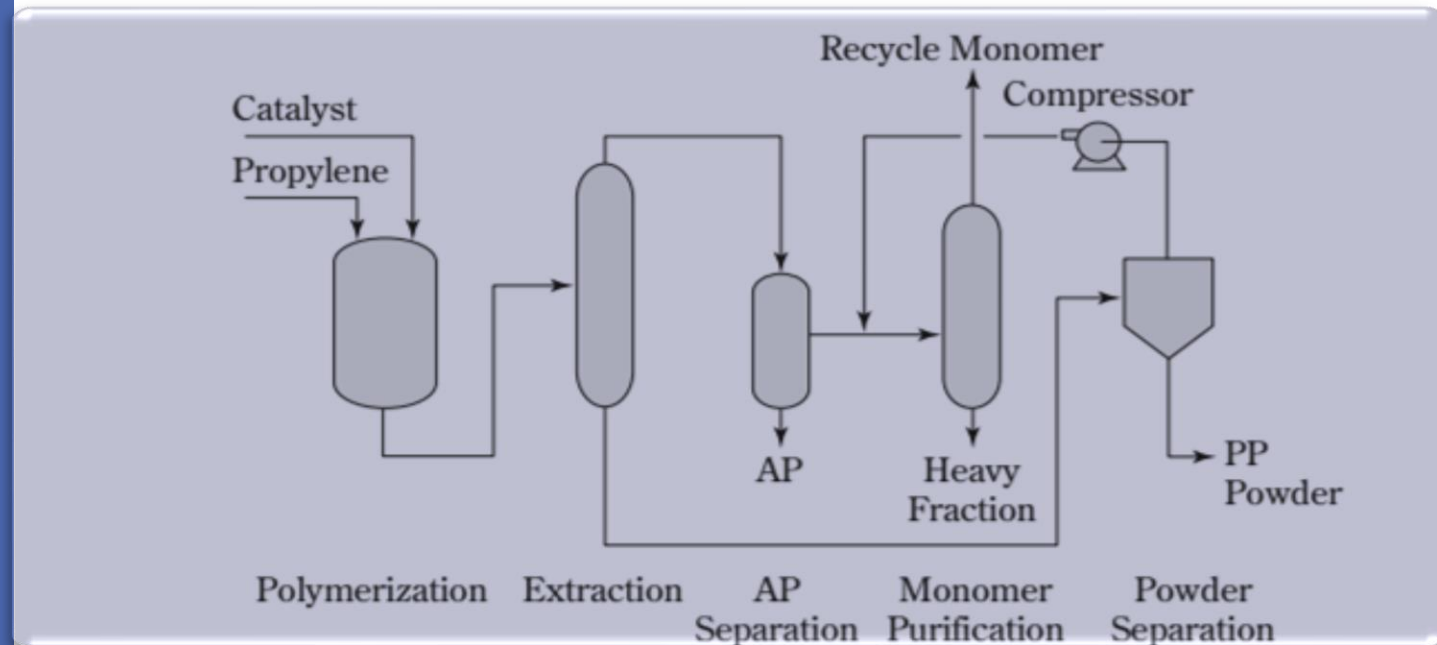 Recycle Monomer
Compressor
Catalyst
Propylene
AP
Heavy
Fraction
PP
Powder
Polymerization
Extraction
AP
Separation
Monomer
Purification
Powder
Separation